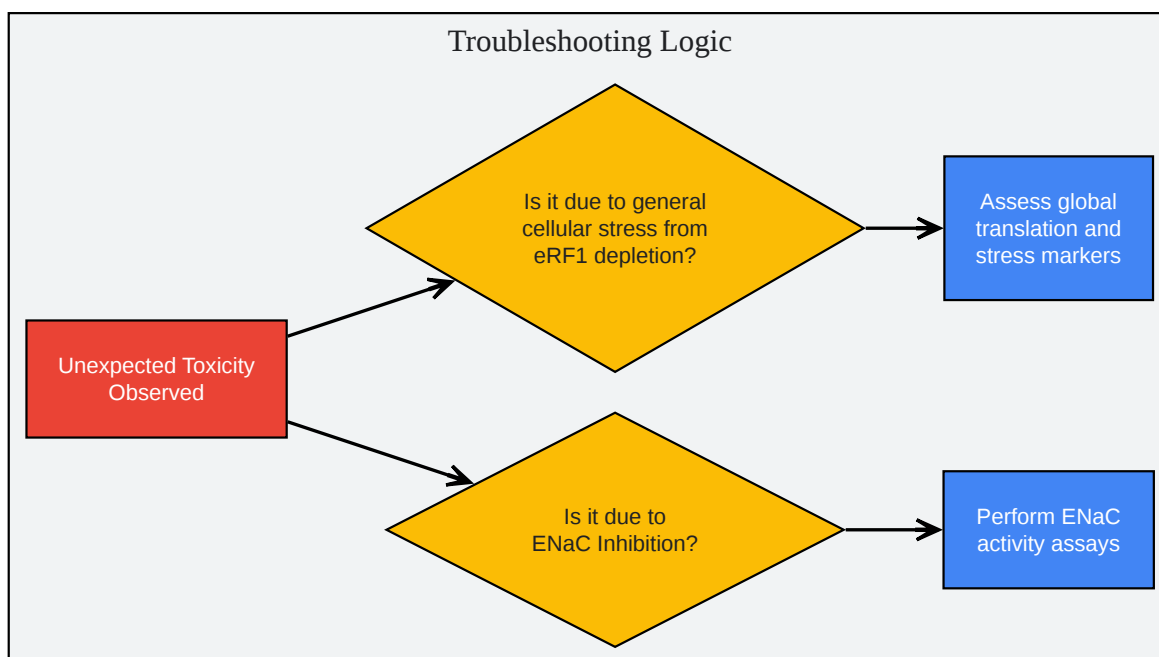 Troubleshooting Logic
Is it due to general
cellular stress from
eRF1 depletion?
Assess global
translation and
stress markers
Unexpected Toxicity
Observed
Is it due to
ENaC Inhibition?
Perform ENaC
activity assays